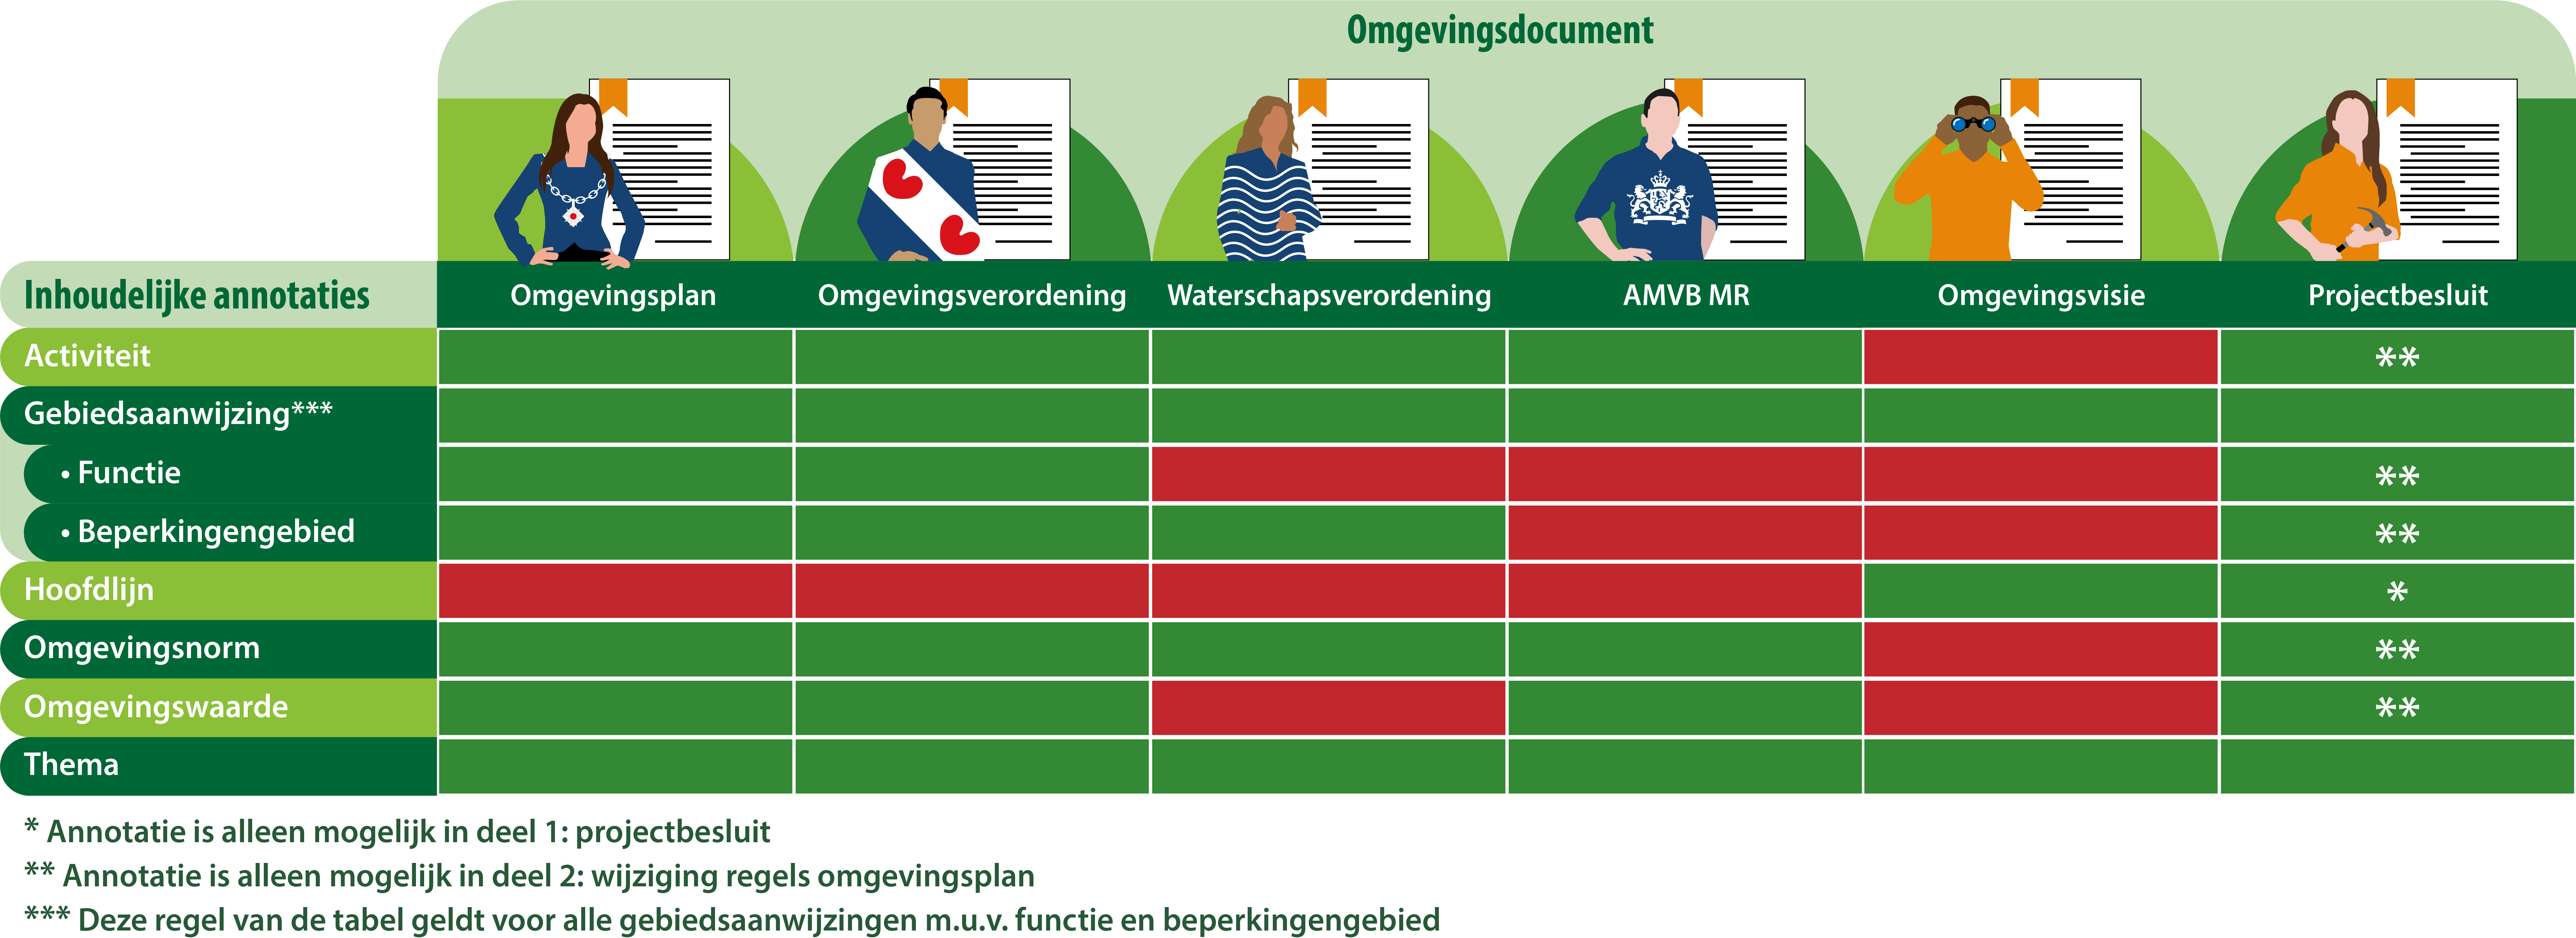 Omgevingsdocument
Inhoudelijke annotaties Omgevingsplan Omgevingsverordening Waterschapsverordening AMVB MR Omgevingsvisie Projectbesluit
Activiteit **
Gebiedsaanwijzing***
• Functie **
• Beperkingengebied **
Hoofdlijn *
Omgevingsnorm **
Omgevingswaarde **
Thema
* Annotatie is alleen mogelijk in deel 1: projectbesluit
** Annotatie is alleen mogelijk in deel 2: wijziging regels omgevingsplan
*** Deze regel van de tabel geldt voor alle gebiedsaanwijzingen m.u.v. functie en beperkingengebied